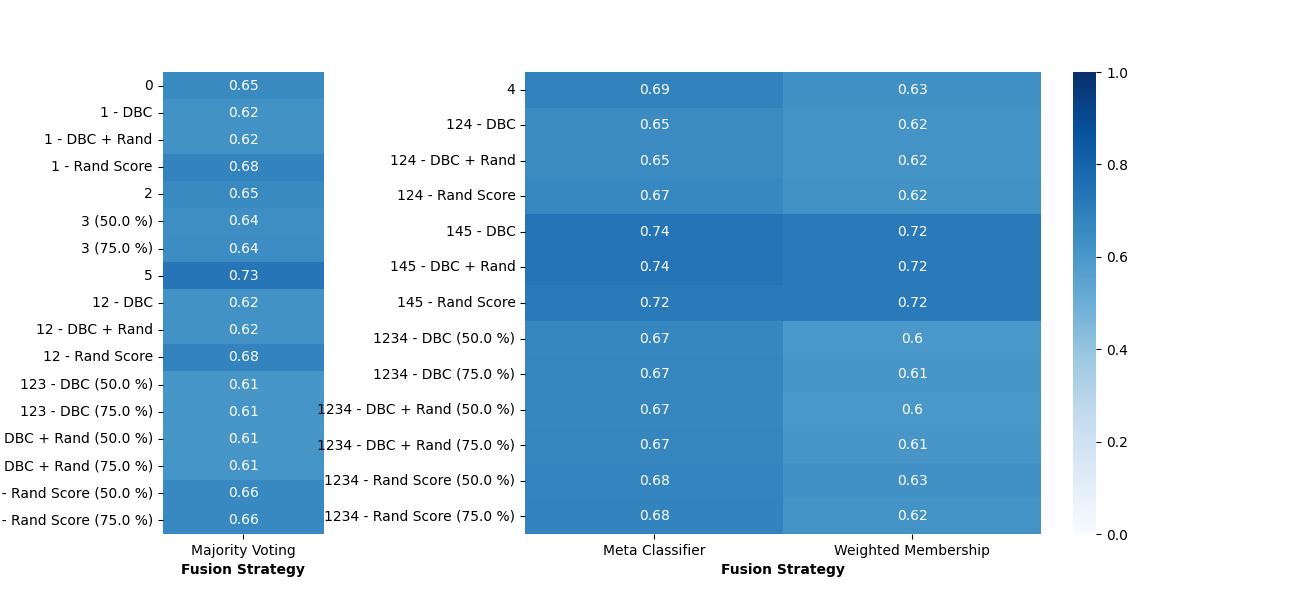 0 0.65
1 - DBC 0.62
1 - DBC + Rand 0.62
1 - Rand Score 0.68
2 0.65
3 (50.0 %) 0.64
3 (75.0 %) 0.64
5 0.73
12 - DBC 0.62
12 - DBC + Rand 0.62
12 - Rand Score 0.68
123 - DBC (50.0 %) 0.61
123 - DBC (75.0 %) 0.61
DBC + Rand (50.0 %) 0.61
DBC + Rand (75.0 %) 0.61
- Rand Score (50.0 %) 0.66
- Rand Score (75.0 %) 0.66
Majority Voting
Fusion Strategy
4 0.69 0.63
124 - DBC 0.65 0.62
124 - DBC + Rand 0.65 0.62
124 - Rand Score 0.67 0.62
145 - DBC 0.74 0.72
145 - DBC + Rand 0.74 0.72
145 - Rand Score 0.72 0.72
1234 - DBC (50.0 %) 0.67 0.6
1234 - DBC (75.0 %) 0.67 0.61
1234 - DBC + Rand (50.0 %) 0.67 0.6
1234 - DBC + Rand (75.0 %) 0.67 0.61
1234 - Rand Score (50.0 %) 0.68 0.63
1234 - Rand Score (75.0 %) 0.68 0.62
Meta Classifier Weighted Membership
Fusion Strategy
1.0
0.8
0.6
0.4
0.2
0.0